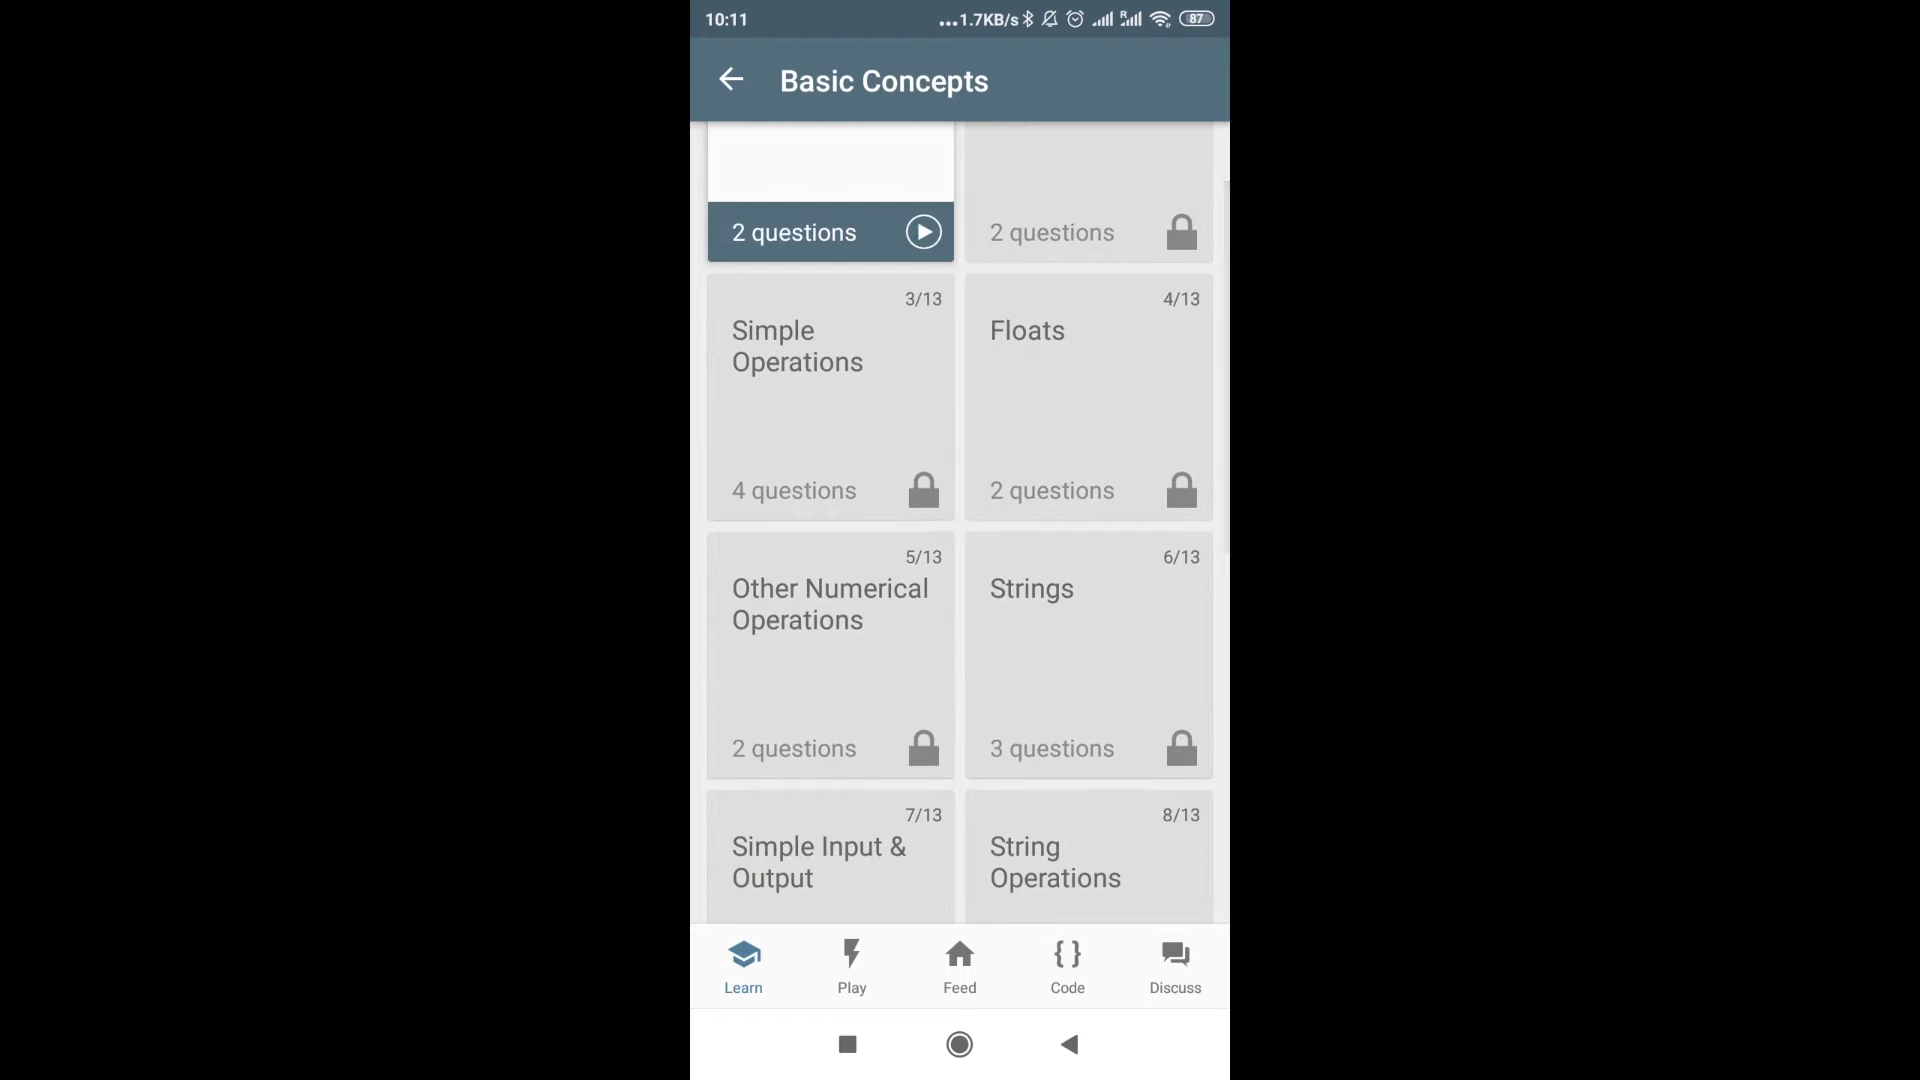 10:11
...1.7KB/s
R
87
Basic Concepts
2 questions
2 questions
3/13
Simple
Operations
4 questions
4/13
Floats
2 questions
5/13
Other Numerical
Operations
2 questions
6/13
Strings
3 questions
7/13
Simple Input &
Output
8/13
String
Operations
Learn
Play
Feed
Code
Discuss